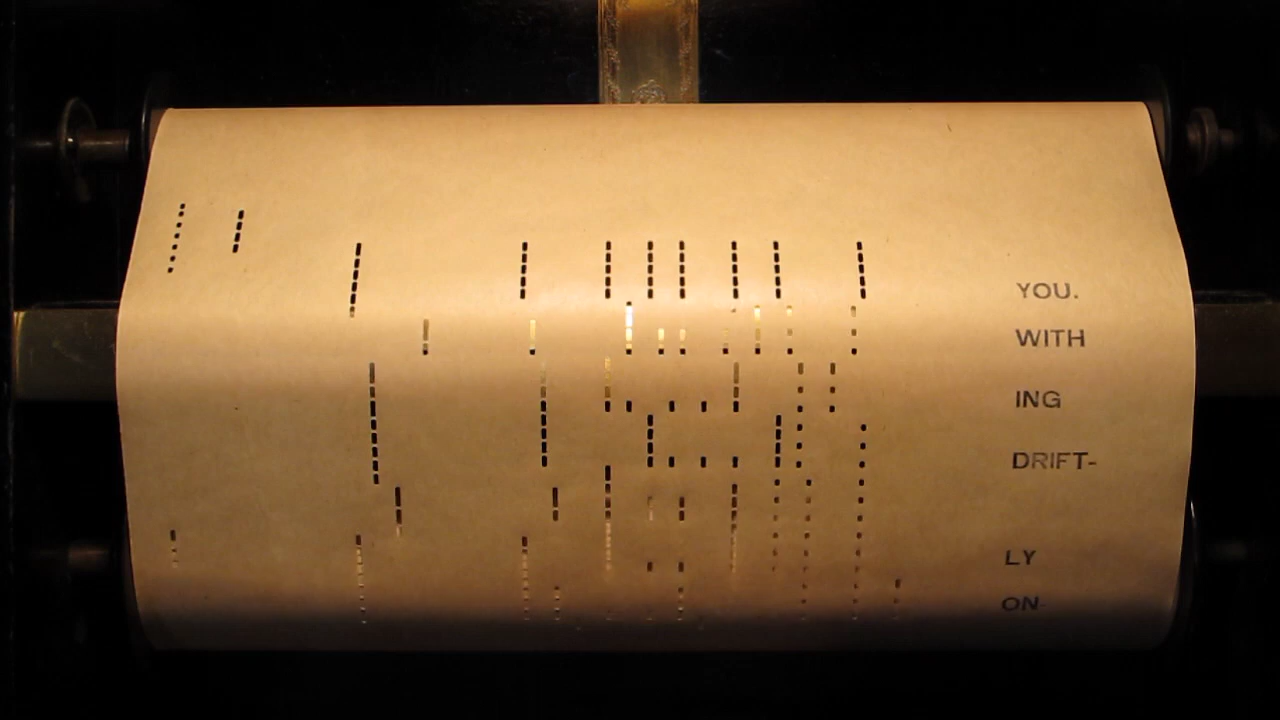 YOU.
WITH
ING
DRIFT-
LY
ON-